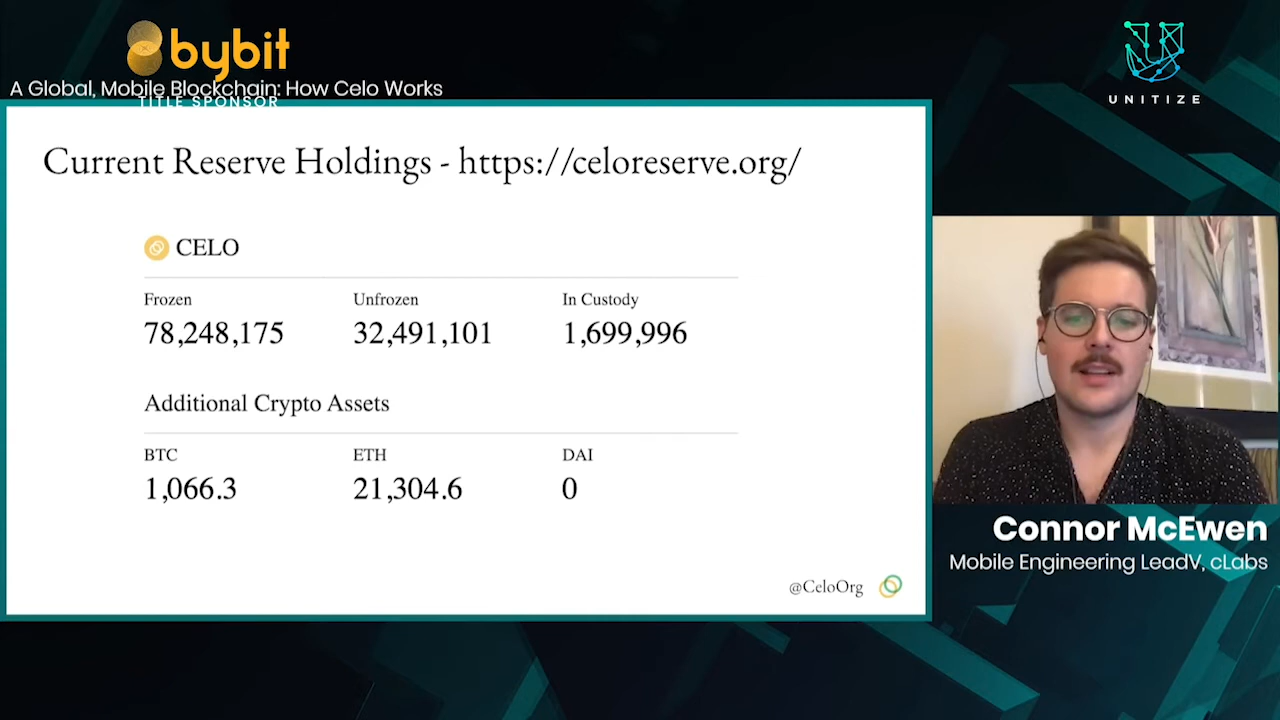 bybit
A Global, Mobile Blockchain: How Celo Works
TITLE SPONSOR
UNITIZE
Current Reserve Holdings - https://celoreserve.org/
CELO
Frozen Unfrozen In Custody
78,248,175 32,491,101 1,699,996
Additional Crypto Assets
BTC ETH DAI
1,066.3 21,304.6 0
@CeloOrg
Connor McEwen
Mobile Engineering LeadV, cLabs